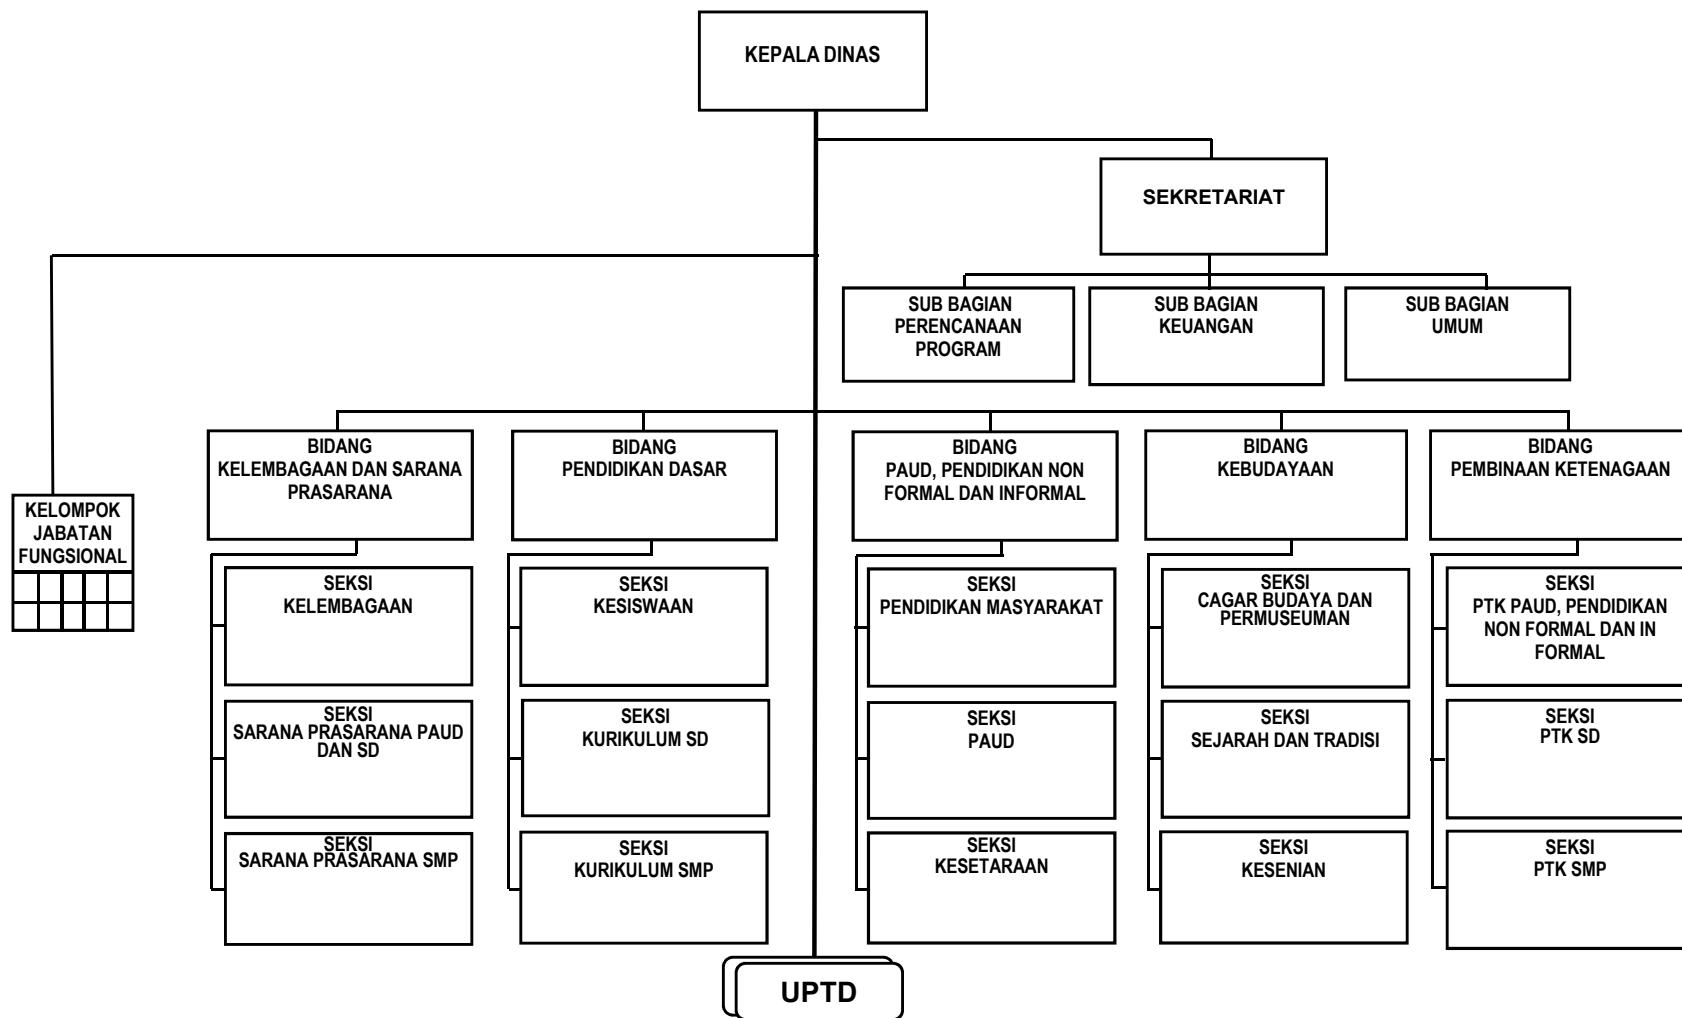 KEPALA DINAS
SEKRETARIAT
SUB BAGIAN
PERENCANAAN
PROGRAM
SUB BAGIAN
KEUANGAN
SUB BAGIAN
UMUM
BIDANG
KELEMBAGAAN DAN SARANA
PRASARANA
BIDANG
PENDIDIKAN DASAR
BIDANG
PAUD, PENDIDIKAN NON
FORMAL DAN INFORMAL
BIDANG
KEBUDAYAAN
BIDANG
PEMBINAAN KETENAGAAN
KELOMPOK
JABATAN
FUNGSIONAL
SEKSI
KELEMBAGAAN
SEKSI
KESISWAAN
SEKSI
PENDIDIKAN MASYARAKAT
SEKSI
CAGAR BUDAYA DAN
PERMUSEUMAN
SEKSI
PTK PAUD, PENDIDIKAN
NON FORMAL DAN IN
FORMAL
SEKSI
SARANA PRASARANA PAUD
DAN SD
SEKSI
KURIKULUM SD
SEKSI
PAUD
SEKSI
SEJARAH DAN TRADISI
SEKSI
PTK SD
SEKSI
SARANA PRASARANA SMP
SEKSI
KURIKULUM SMP
SEKSI
KESETARAAN
SEKSI
KESENIAN
SEKSI
PTK SMP
UPTD